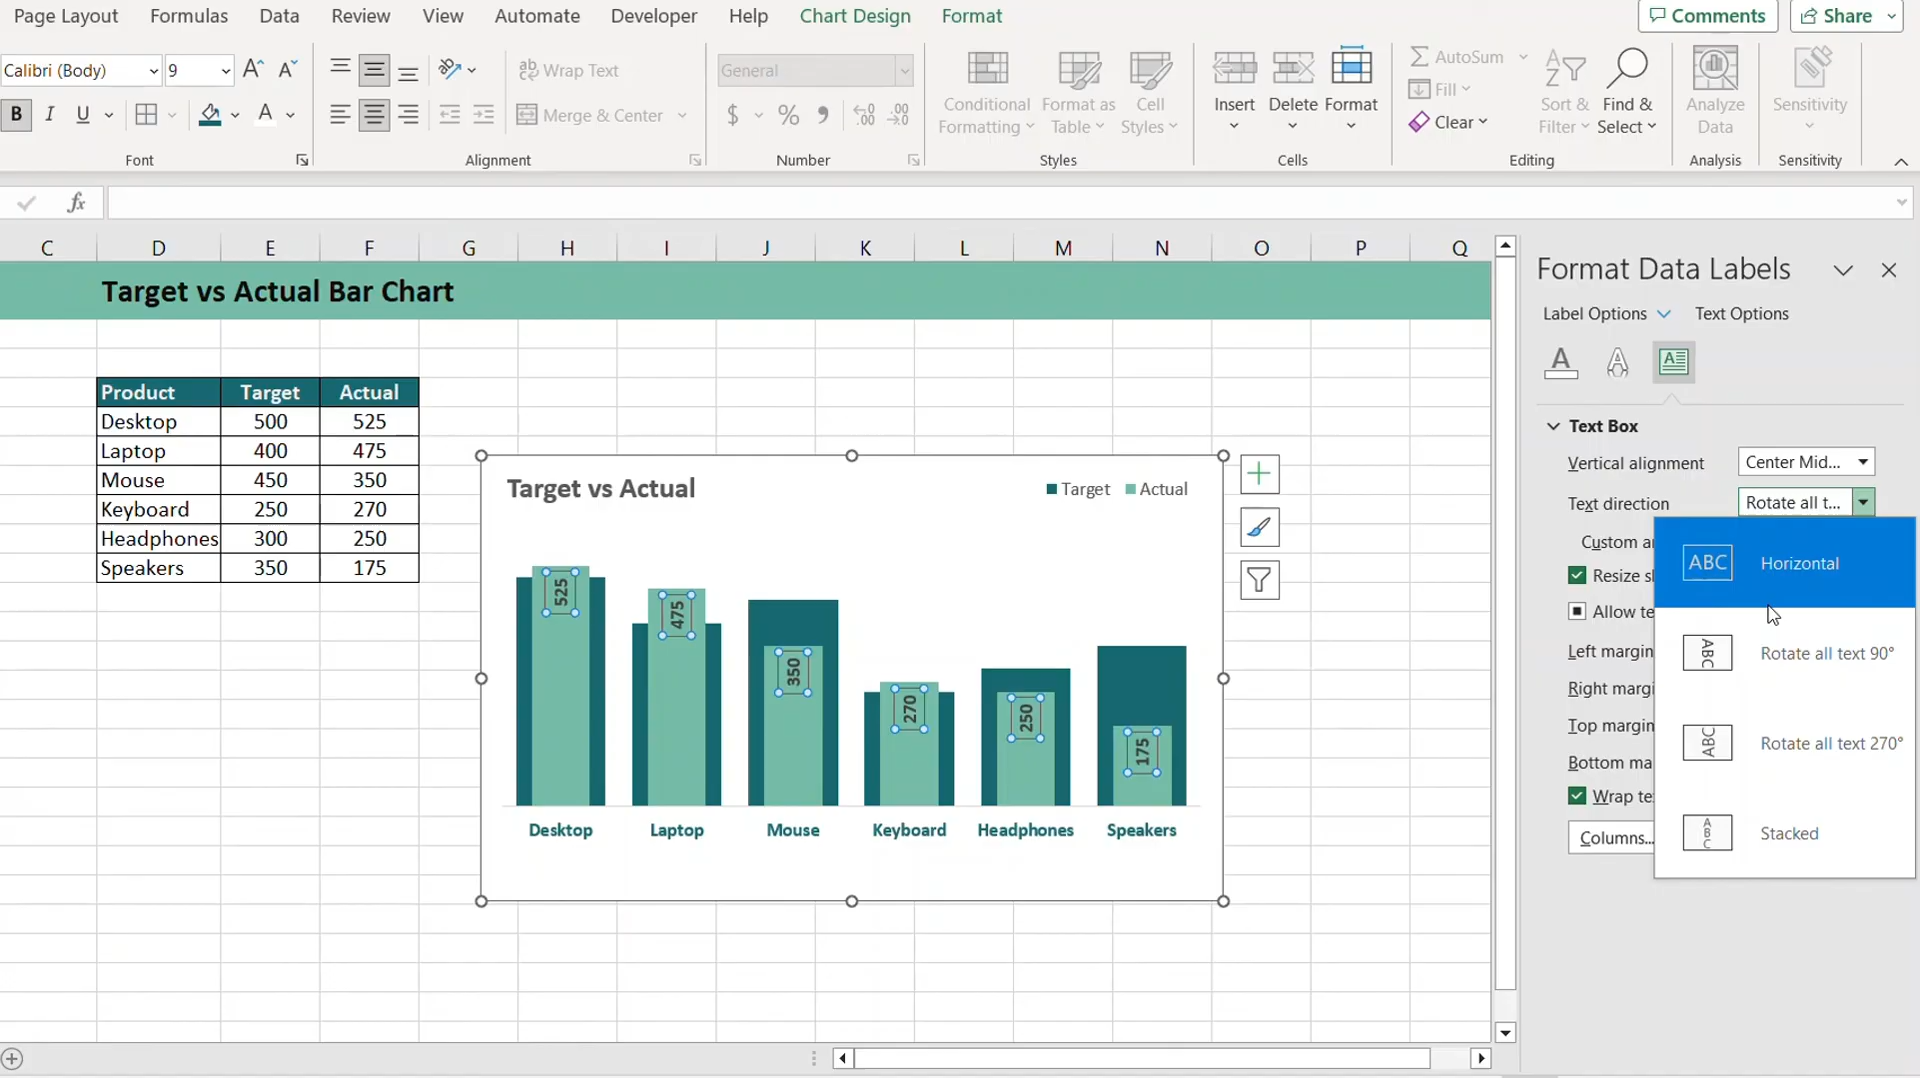 Page Layout Formulas Data Review View Automate Developer Help Chart Design Format Comments Share
Calibri (Body) 9 A A ab Wrap Text General Conditional Formatting Format as Table Cell Styles Insert Delete Format AutoSum Fill Clear Sort & Filter Find & Select Analyze Data Sensitivity
B I U A Merge & Center $ % 9
Font Alignment Number Styles Cells Editing Analysis Sensitivity
fx
C D E F G H I J K L M N O P Q
Target vs Actual Bar Chart
Product Target Actual
Desktop 500 525
Laptop 400 475
Mouse 450 350
Keyboard 250 270
Headphones 300 250
Speakers 350 175
Target vs Actual
Target Actual
525 475 350 270 250 175
Desktop Laptop Mouse Keyboard Headphones Speakers
Format Data Labels
Label Options Text Options
A A A
Text Box
Vertical alignment Center Mid...
Text direction Rotate all t...
Custom a
Resize s
Allow te
Left margin
Right margi
Top margin
Bottom ma
Wrap te
Columns...
ABC Horizontal
ABC Rotate all text 90°
ABC Rotate all text 270°
ABC Stacked